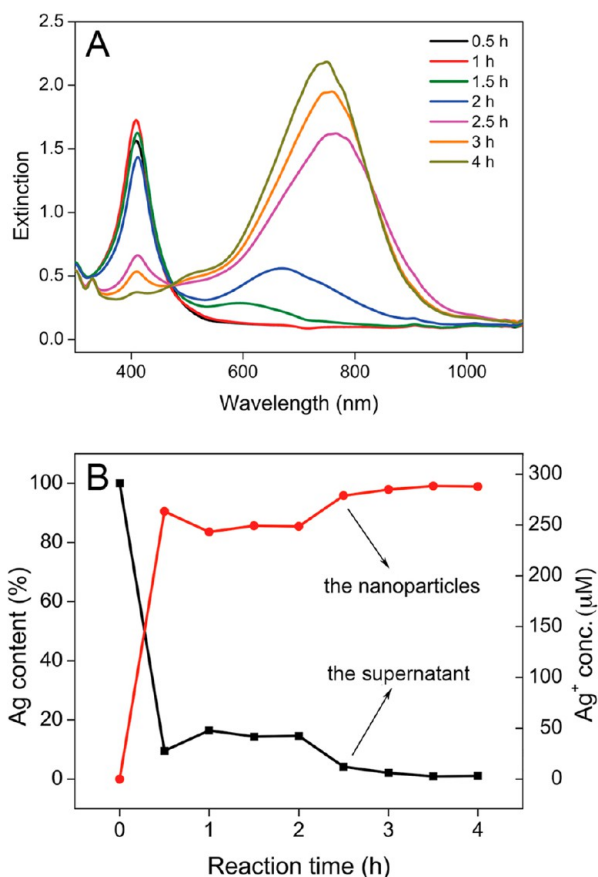 A
2.5
2.0
1.5
1.0
0.5
0.0
Extinction
0.5 h
1 h
1.5 h
2 h
2.5 h
3 h
4 h
400
600
800
1000
Wavelength (nm)
B
100
80
60
40
20
0
Ag content (%)
300
250
200
150
100
50
0
Ag⁺ conc. (μM)
the nanoparticles
the supernatant
0
1
2
3
4
Reaction time (h)